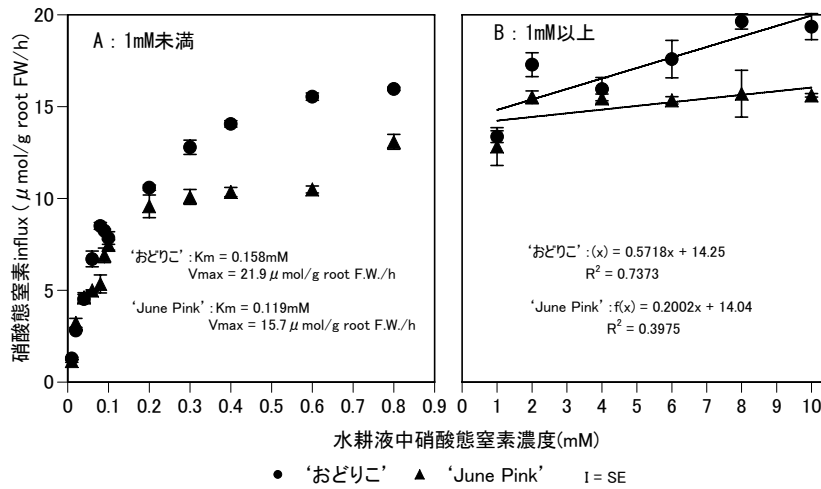 硝酸態窒素influx (μmol/g root FW/h)
20
15
10
5
0
A：1mM未満
'おどりこ' :Km = 0.158mM
Vmax = 21.9μmol/g root F.W./h
'June Pink' :Km = 0.119mM
Vmax = 15.7μmol/g root F.W./h
0 0.1 0.2 0.3 0.4 0.5 0.6 0.7 0.8 0.9
B：1mM以上
'おどりこ' :(x) = 0.5718x + 14.25
R² = 0.7373
'June Pink' :f(x) = 0.2002x + 14.04
R² = 0.3975
0 1 2 3 4 5 6 7 8 9 10
水耕液中硝酸態窒素濃度(mM)
● 'おどりこ' ▲ 'June Pink' I = SE